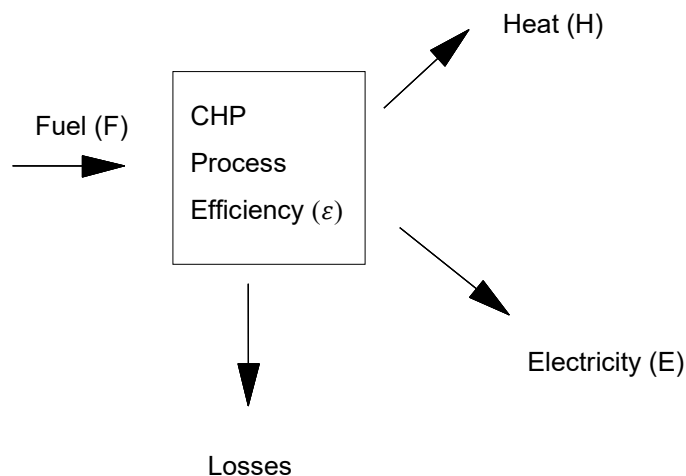 Heat (H)
Fuel (F)
CHP
Process
Efficiency (ε)
Electricity (E)
Losses